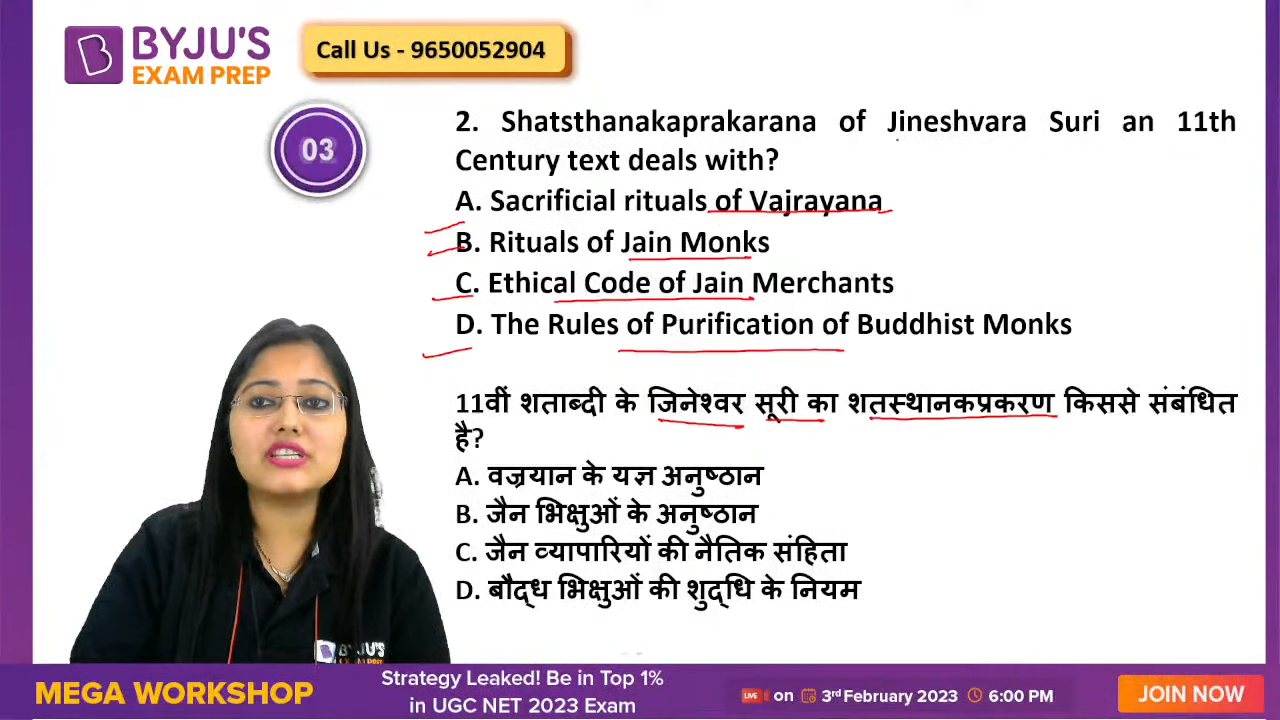 BYJU'S
EXAM PREP
Call Us - 9650052904
03
2. Shatsthanakaprakarana of Jineshvara Suri an 11th
Century text deals with?
A. Sacrificial rituals of Vajrayana
B. Rituals of Jain Monks
C. Ethical Code of Jain Merchants
D. The Rules of Purification of Buddhist Monks
11वीं शताब्दी के जिनेश्वर सूरी का शतस्थानकप्रकरण किससे संबंधित
है?
A. वज्रयान के यज्ञ अनुष्ठान
B. जैन भिक्षुओं के अनुष्ठान
C. जैन व्यापारियों की नैतिक संहिता
D. बौद्ध भिक्षुओं की शुद्धि के नियम
BYJU'S
EXAM PREP
MEGA WORKSHOP
Strategy Leaked! Be in Top 1%
in UGC NET 2023 Exam
LIVE on 3rd February 2023 6:00 PM
JOIN NOW